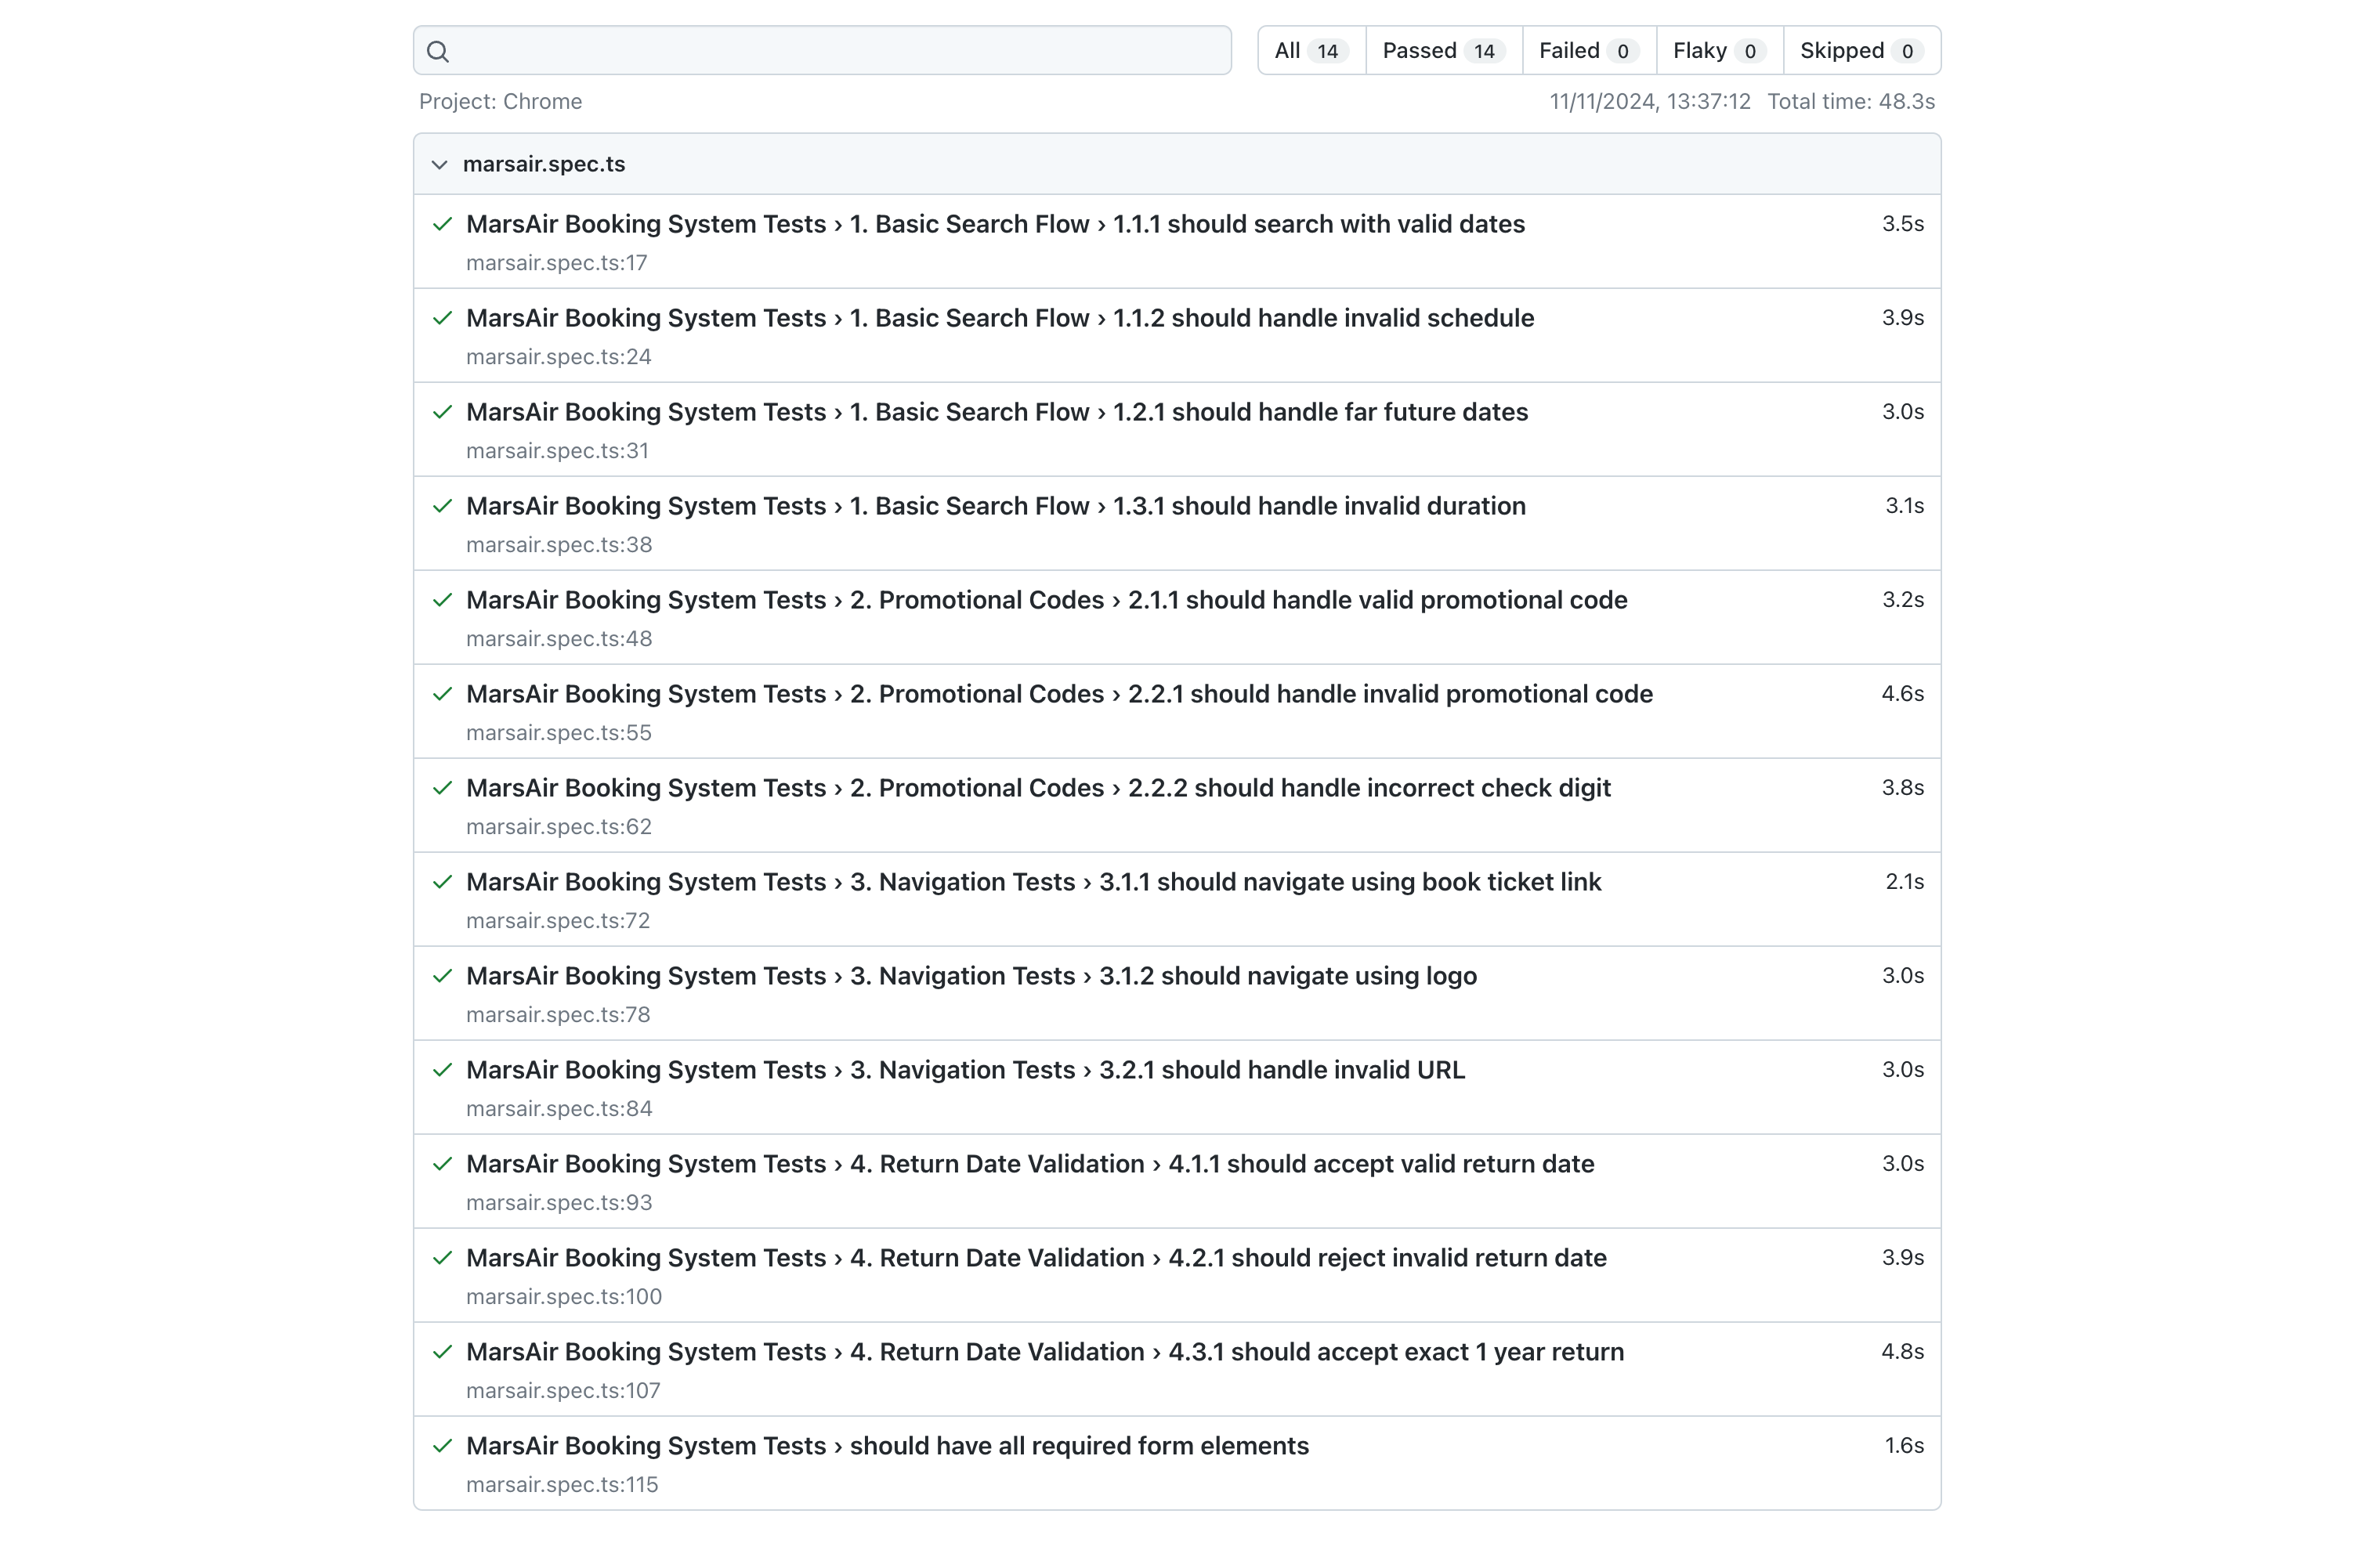 All 14 Passed 14 Failed 0 Flaky 0 Skipped 0
Project: Chrome 11/11/2024, 13:37:12 Total time: 48.3s
marsair.spec.ts
MarsAir Booking System Tests › 1. Basic Search Flow › 1.1.1 should search with valid dates 3.5s
marsair.spec.ts:17
MarsAir Booking System Tests › 1. Basic Search Flow › 1.1.2 should handle invalid schedule 3.9s
marsair.spec.ts:24
MarsAir Booking System Tests › 1. Basic Search Flow › 1.2.1 should handle far future dates 3.0s
marsair.spec.ts:31
MarsAir Booking System Tests › 1. Basic Search Flow › 1.3.1 should handle invalid duration 3.1s
marsair.spec.ts:38
MarsAir Booking System Tests › 2. Promotional Codes › 2.1.1 should handle valid promotional code 3.2s
marsair.spec.ts:48
MarsAir Booking System Tests › 2. Promotional Codes › 2.2.1 should handle invalid promotional code 4.6s
marsair.spec.ts:55
MarsAir Booking System Tests › 2. Promotional Codes › 2.2.2 should handle incorrect check digit 3.8s
marsair.spec.ts:62
MarsAir Booking System Tests › 3. Navigation Tests › 3.1.1 should navigate using book ticket link 2.1s
marsair.spec.ts:72
MarsAir Booking System Tests › 3. Navigation Tests › 3.1.2 should navigate using logo 3.0s
marsair.spec.ts:78
MarsAir Booking System Tests › 3. Navigation Tests › 3.2.1 should handle invalid URL 3.0s
marsair.spec.ts:84
MarsAir Booking System Tests › 4. Return Date Validation › 4.1.1 should accept valid return date 3.0s
marsair.spec.ts:93
MarsAir Booking System Tests › 4. Return Date Validation › 4.2.1 should reject invalid return date 3.9s
marsair.spec.ts:100
MarsAir Booking System Tests › 4. Return Date Validation › 4.3.1 should accept exact 1 year return 4.8s
marsair.spec.ts:107
MarsAir Booking System Tests › should have all required form elements 1.6s
marsair.spec.ts:115